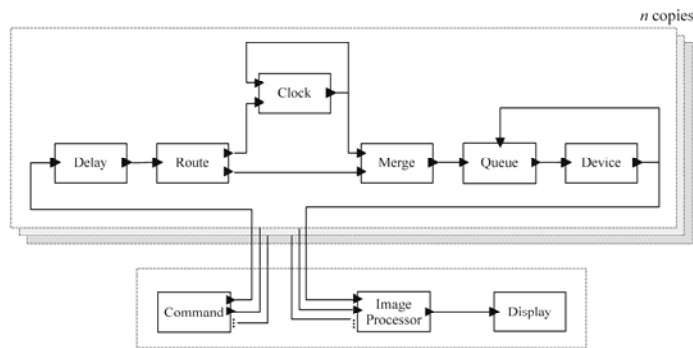 n copies
Clock
Delay
Route
Merge
Queue
Device
Command
Image
Processor
Display